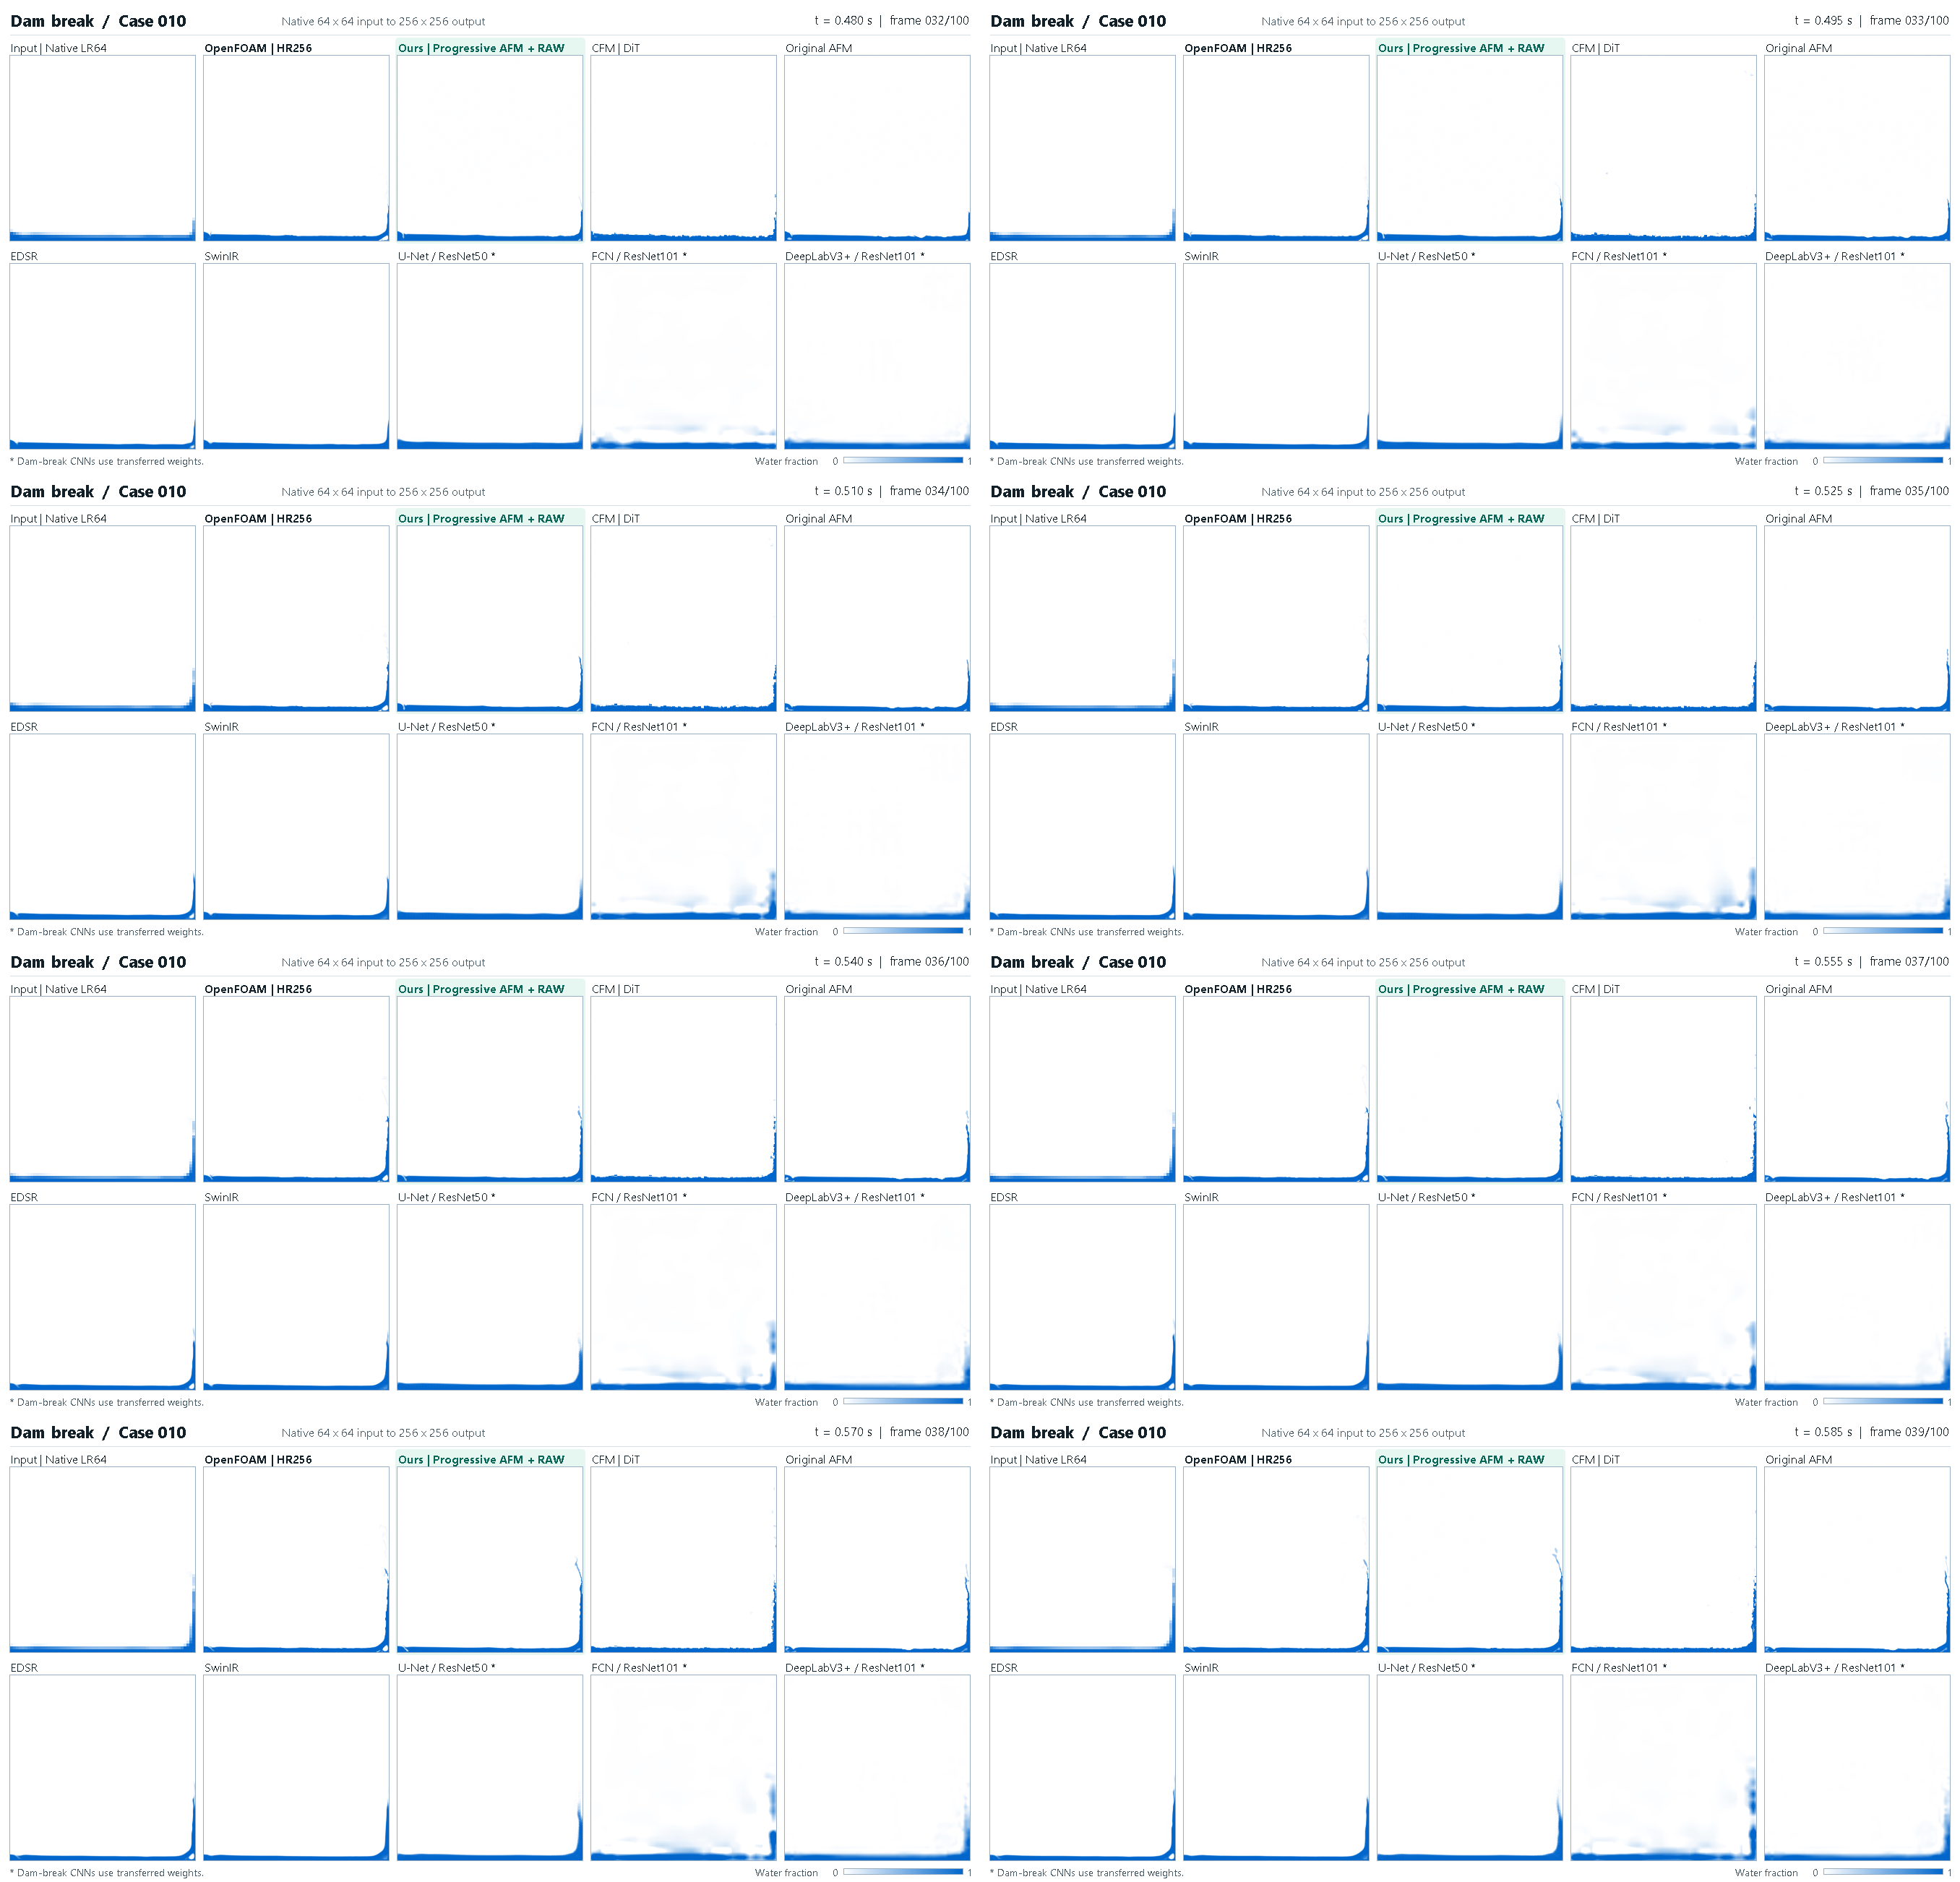 Dam break / Case 010 Native 64 x 64 input to 256 x 256 output t = 0.480 s | frame 032/100
Input | Native LR64 OpenFOAM | HR256 Ours | Progressive AFM + RAW CFM | DiT Original AFM
EDSR SwinIR U-Net / ResNet50 * FCN / ResNet101 * DeepLabV3+ / ResNet101 *
* Dam-break CNNs use transferred weights. Water fraction 0 1
Dam break / Case 010 Native 64 x 64 input to 256 x 256 output t = 0.495 s | frame 033/100
Input | Native LR64 OpenFOAM | HR256 Ours | Progressive AFM + RAW CFM | DiT Original AFM
EDSR SwinIR U-Net / ResNet50 * FCN / ResNet101 * DeepLabV3+ / ResNet101 *
* Dam-break CNNs use transferred weights. Water fraction 0 1
Dam break / Case 010 Native 64 x 64 input to 256 x 256 output t = 0.510 s | frame 034/100
Input | Native LR64 OpenFOAM | HR256 Ours | Progressive AFM + RAW CFM | DiT Original AFM
EDSR SwinIR U-Net / ResNet50 * FCN / ResNet101 * DeepLabV3+ / ResNet101 *
* Dam-break CNNs use transferred weights. Water fraction 0 1
Dam break / Case 010 Native 64 x 64 input to 256 x 256 output t = 0.525 s | frame 035/100
Input | Native LR64 OpenFOAM | HR256 Ours | Progressive AFM + RAW CFM | DiT Original AFM
EDSR SwinIR U-Net / ResNet50 * FCN / ResNet101 * DeepLabV3+ / ResNet101 *
* Dam-break CNNs use transferred weights. Water fraction 0 1
Dam break / Case 010 Native 64 x 64 input to 256 x 256 output t = 0.540 s | frame 036/100
Input | Native LR64 OpenFOAM | HR256 Ours | Progressive AFM + RAW CFM | DiT Original AFM
EDSR SwinIR U-Net / ResNet50 * FCN / ResNet101 * DeepLabV3+ / ResNet101 *
* Dam-break CNNs use transferred weights. Water fraction 0 1
Dam break / Case 010 Native 64 x 64 input to 256 x 256 output t = 0.555 s | frame 037/100
Input | Native LR64 OpenFOAM | HR256 Ours | Progressive AFM + RAW CFM | DiT Original AFM
EDSR SwinIR U-Net / ResNet50 * FCN / ResNet101 * DeepLabV3+ / ResNet101 *
* Dam-break CNNs use transferred weights. Water fraction 0 1
Dam break / Case 010 Native 64 x 64 input to 256 x 256 output t = 0.570 s | frame 038/100
Input | Native LR64 OpenFOAM | HR256 Ours | Progressive AFM + RAW CFM | DiT Original AFM
EDSR SwinIR U-Net / ResNet50 * FCN / ResNet101 * DeepLabV3+ / ResNet101 *
* Dam-break CNNs use transferred weights. Water fraction 0 1
Dam break / Case 010 Native 64 x 64 input to 256 x 256 output t = 0.585 s | frame 039/100
Input | Native LR64 OpenFOAM | HR256 Ours | Progressive AFM + RAW CFM | DiT Original AFM
EDSR SwinIR U-Net / ResNet50 * FCN / ResNet101 * DeepLabV3+ / ResNet101 *
* Dam-break CNNs use transferred weights. Water fraction 0 1